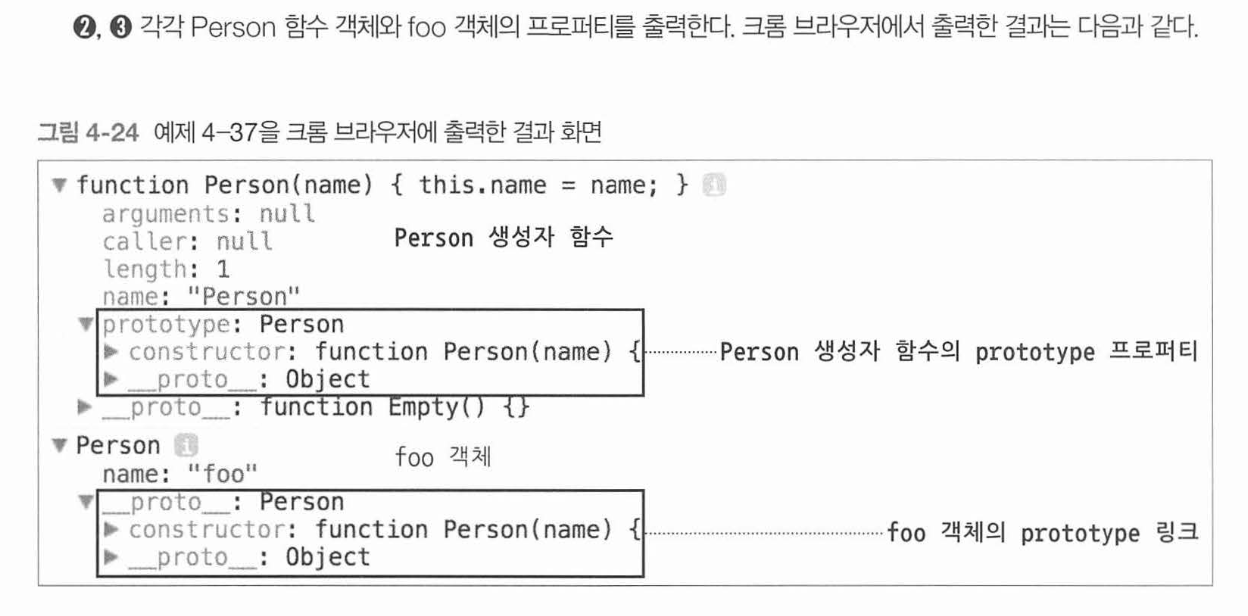 ❷, ❸ 각각 Person 함수 객체와 foo 객체의 프로퍼티를 출력한다. 크롬 브라우저에서 출력한 결과는 다음과 같다.
그림 4-24 예제 4-37을 크롬 브라우저에 출력한 결과 화면
▼ function Person(name) { this.name = name; } i
arguments: null
caller: null
Person 생성자 함수
length: 1
name: "Person"
▼ prototype: Person
▶ constructor: function Person(name) { Person 생성자 함수의 prototype 프로퍼티
▶ __proto__: Object
▶ __proto__: function Empty() {}
▼ Person i
foo 객체
name: "foo"
▼ __proto__: Person
▶ constructor: function Person(name) { foo 객체의 prototype 링크
▶ __proto__: Object